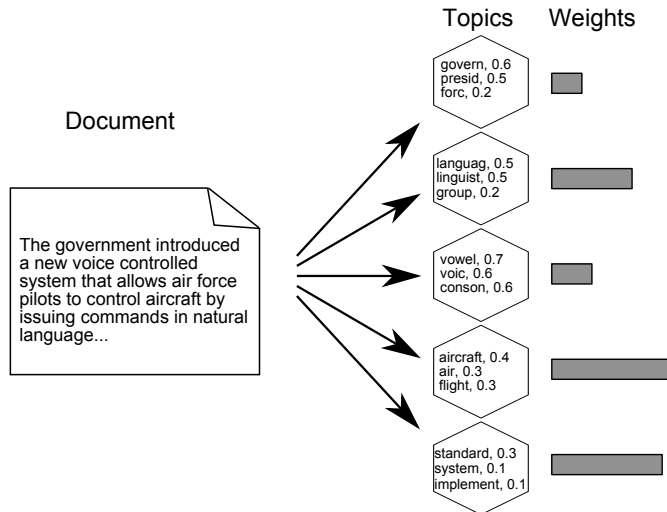 Topics
Weights
Document
The government introduced
a new voice controlled
system that allows air force
pilots to control aircraft by
issuing commands in natural
language...
govern, 0.6
presid, 0.5
forc, 0.2
languag, 0.5
linguist, 0.5
group, 0.2
vowel, 0.7
voic, 0.6
conson, 0.6
aircraft, 0.4
air, 0.3
flight, 0.3
standard, 0.3
system, 0.1
implement, 0.1